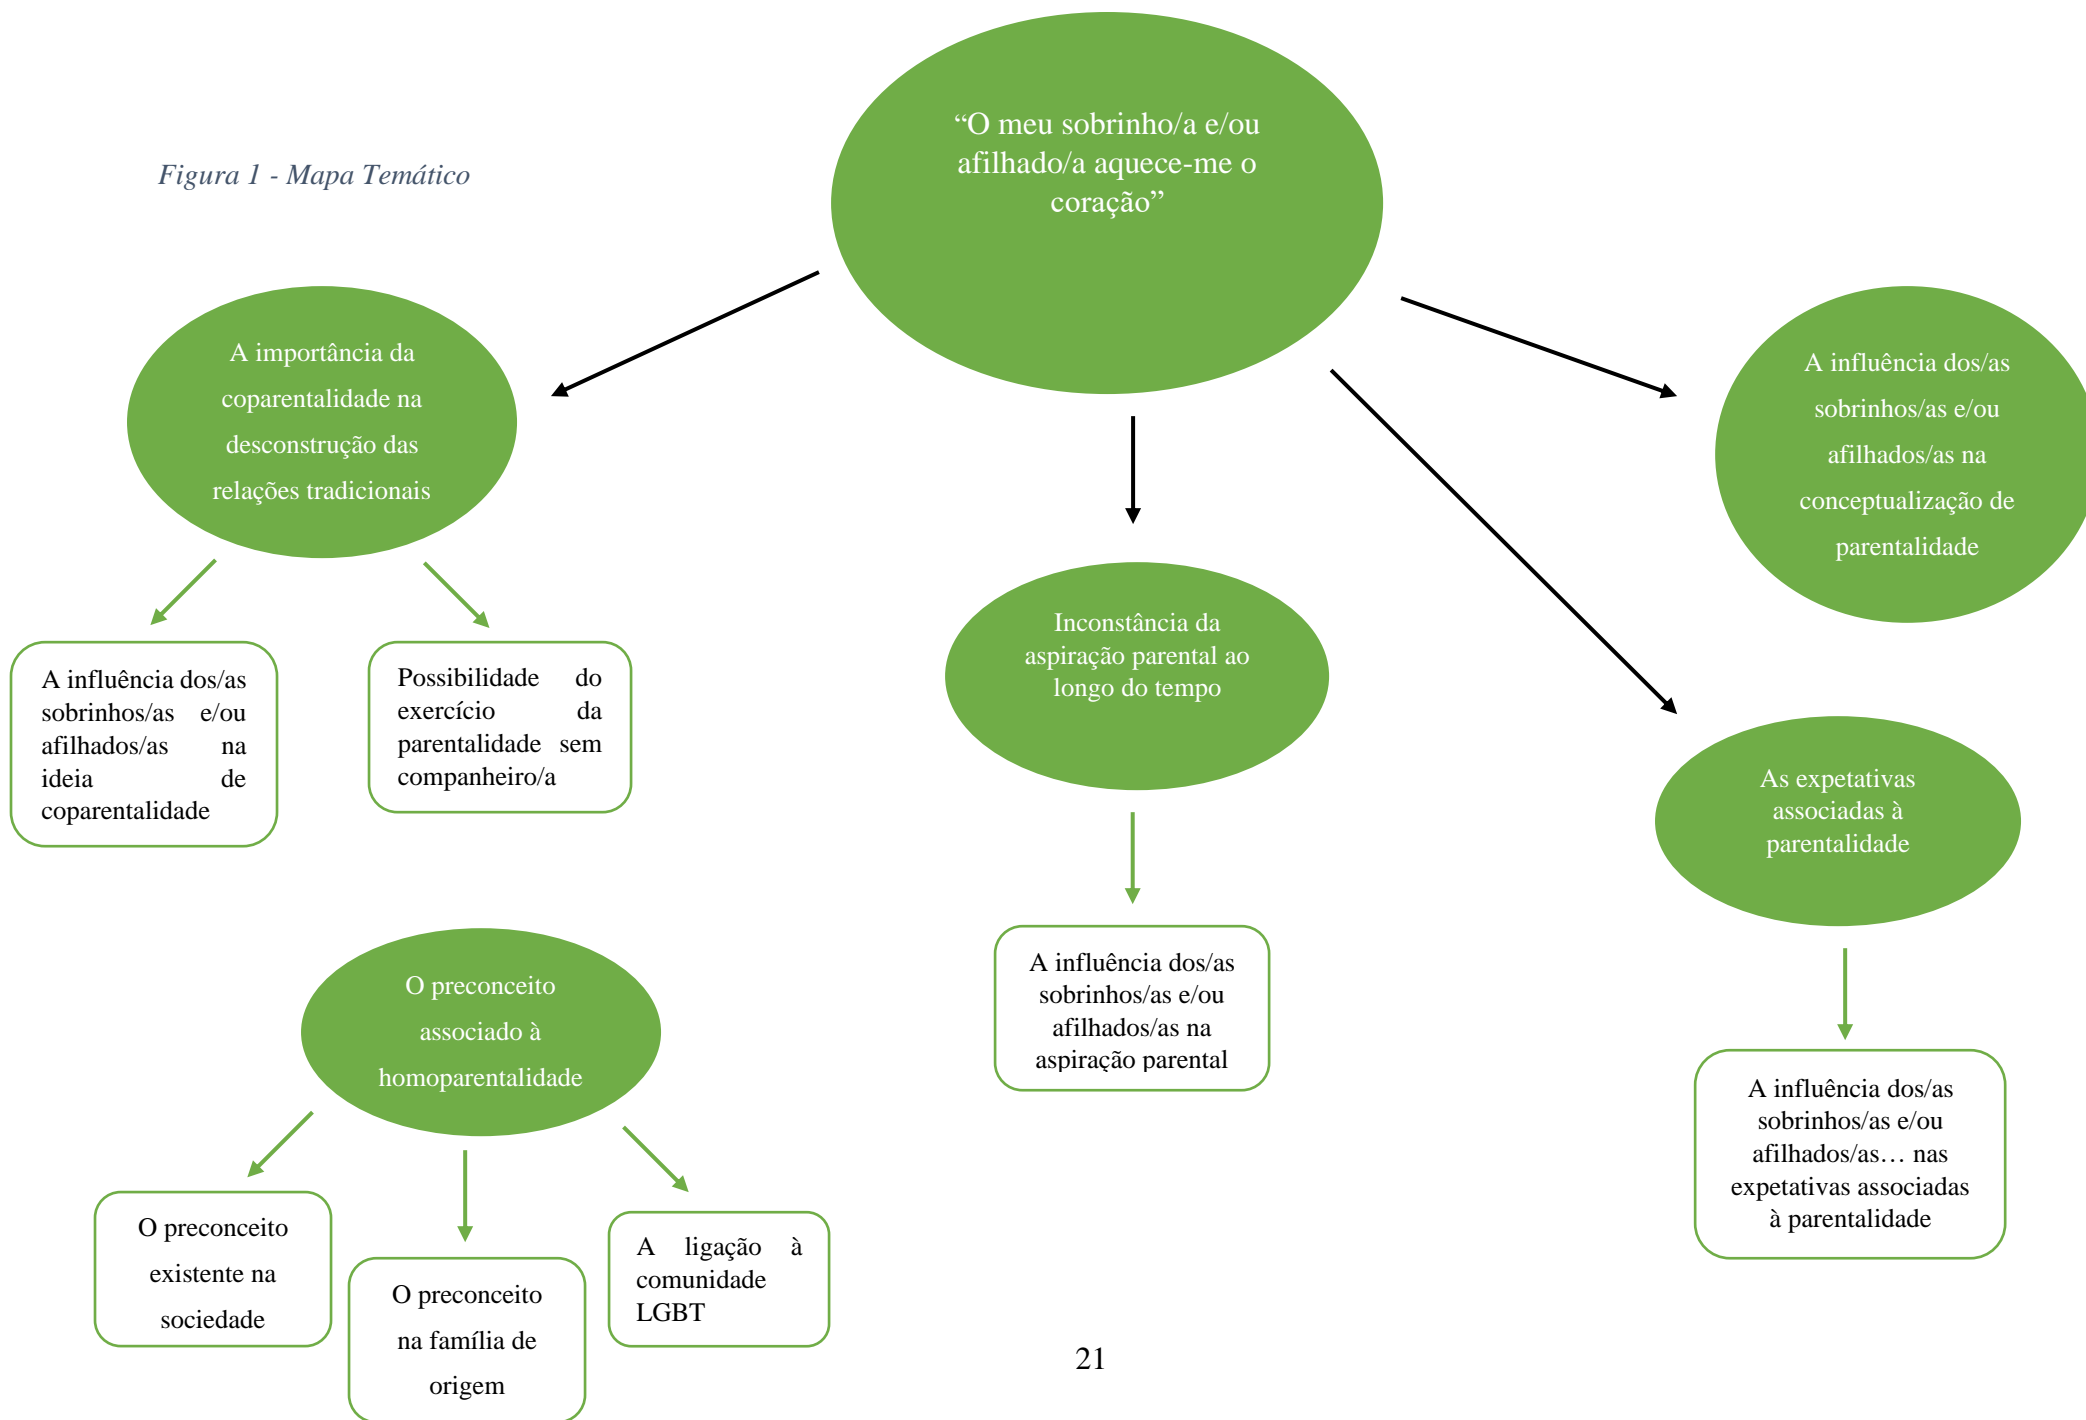 Figura 1 - Mapa Temático
“O meu sobrinho/a e/ou
afilhado/a aquece-me o
coração”
A importância da
coparentalidade na
desconstrução das
relações tradicionais
A influência dos/as
sobrinhos/as e/ou
afilhados/as na
conceptualização de
parentalidade
A influência dos/as
sobrinhos/as e/ou
afilhados/as na
ideia de
coparentalidade
Possibilidade do
exercício da
parentalidade sem
companheiro/a
Inconstância da
aspiração parental ao
longo do tempo
As expetativas
associadas à
parentalidade
O preconceito
associado à
homoparentalidade
A influência dos/as
sobrinhos/as e/ou
afilhados/as na
aspiração parental
A influência dos/as
sobrinhos/as e/ou
afilhados/as… nas
expetativas associadas
à parentalidade
O preconceito
existente na
sociedade
O preconceito
na família de
origem
A ligação à
comunidade
LGBT
21